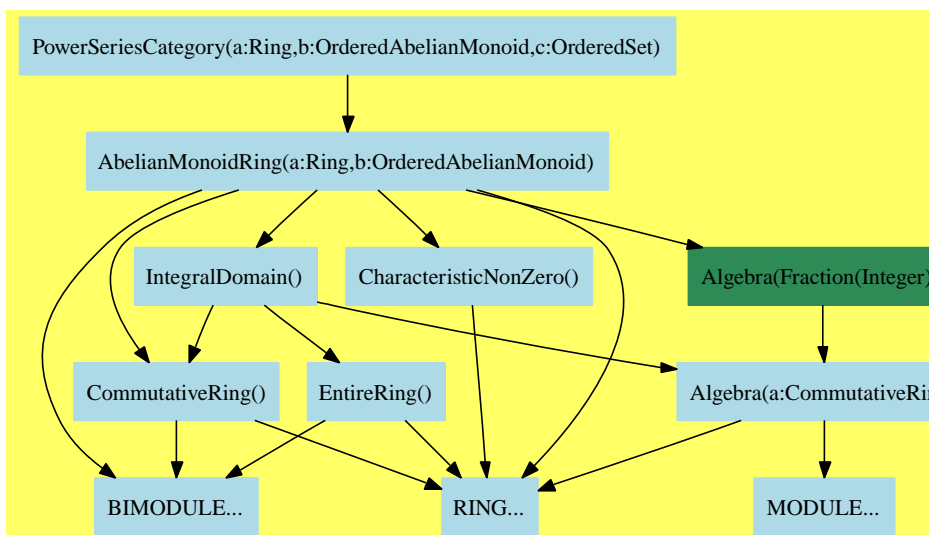 PowerSeriesCategory(a:Ring,b:OrderedAbelianMonoid,c:OrderedSet)
AbelianMonoidRing(a:Ring,b:OrderedAbelianMonoid)
IntegralDomain()
CharacteristicNonZero()
Algebra(Fraction(Integer)
CommutativeRing()
EntireRing()
Algebra(a:CommutativeRi
BIMODULE...
RING...
MODULE...